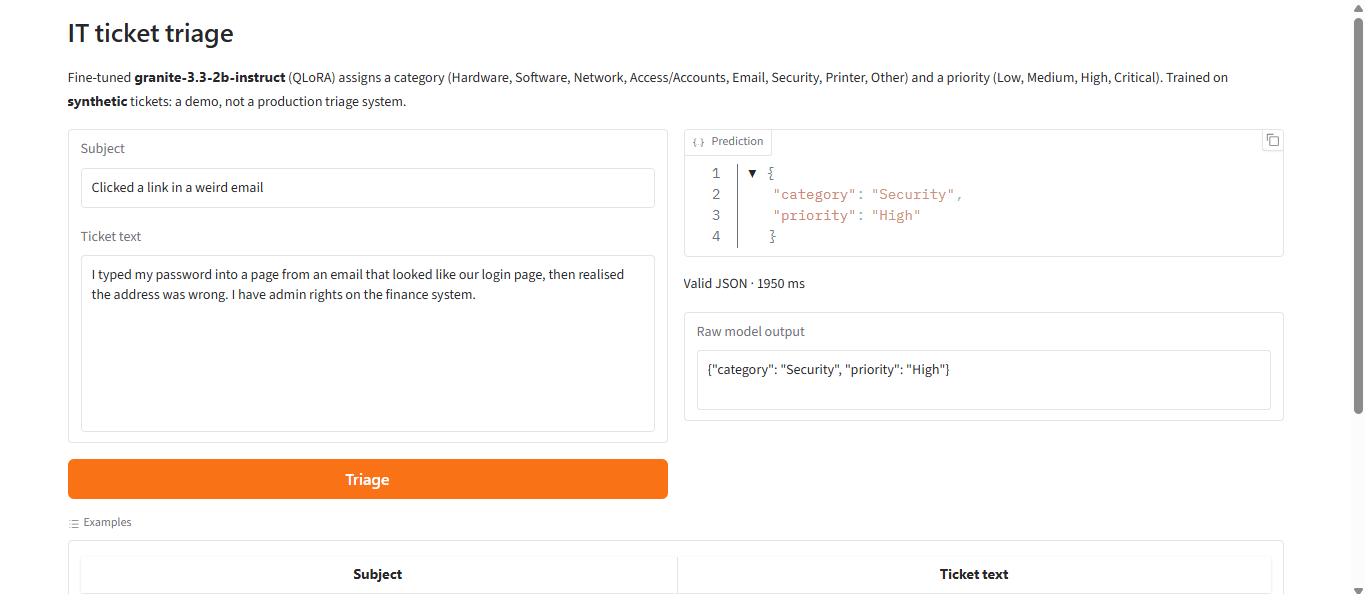 IT ticket triage
Fine-tuned granite-3.3-2b-instruct (QLoRA) assigns a category (Hardware, Software, Network, Access/Accounts, Email, Security, Printer, Other) and a priority (Low, Medium, High, Critical). Trained on
synthetic tickets: a demo, not a production triage system.
Subject
Clicked a link in a weird email
Ticket text
I typed my password into a page from an email that looked like our login page, then realised
the address was wrong. I have admin rights on the finance system.
Triage
{ } Prediction
1 {
2 "category": "Security",
3 "priority": "High"
4 }
Valid JSON · 1950 ms
Raw model output
{"category": "Security", "priority": "High"}
Examples
Subject Ticket text